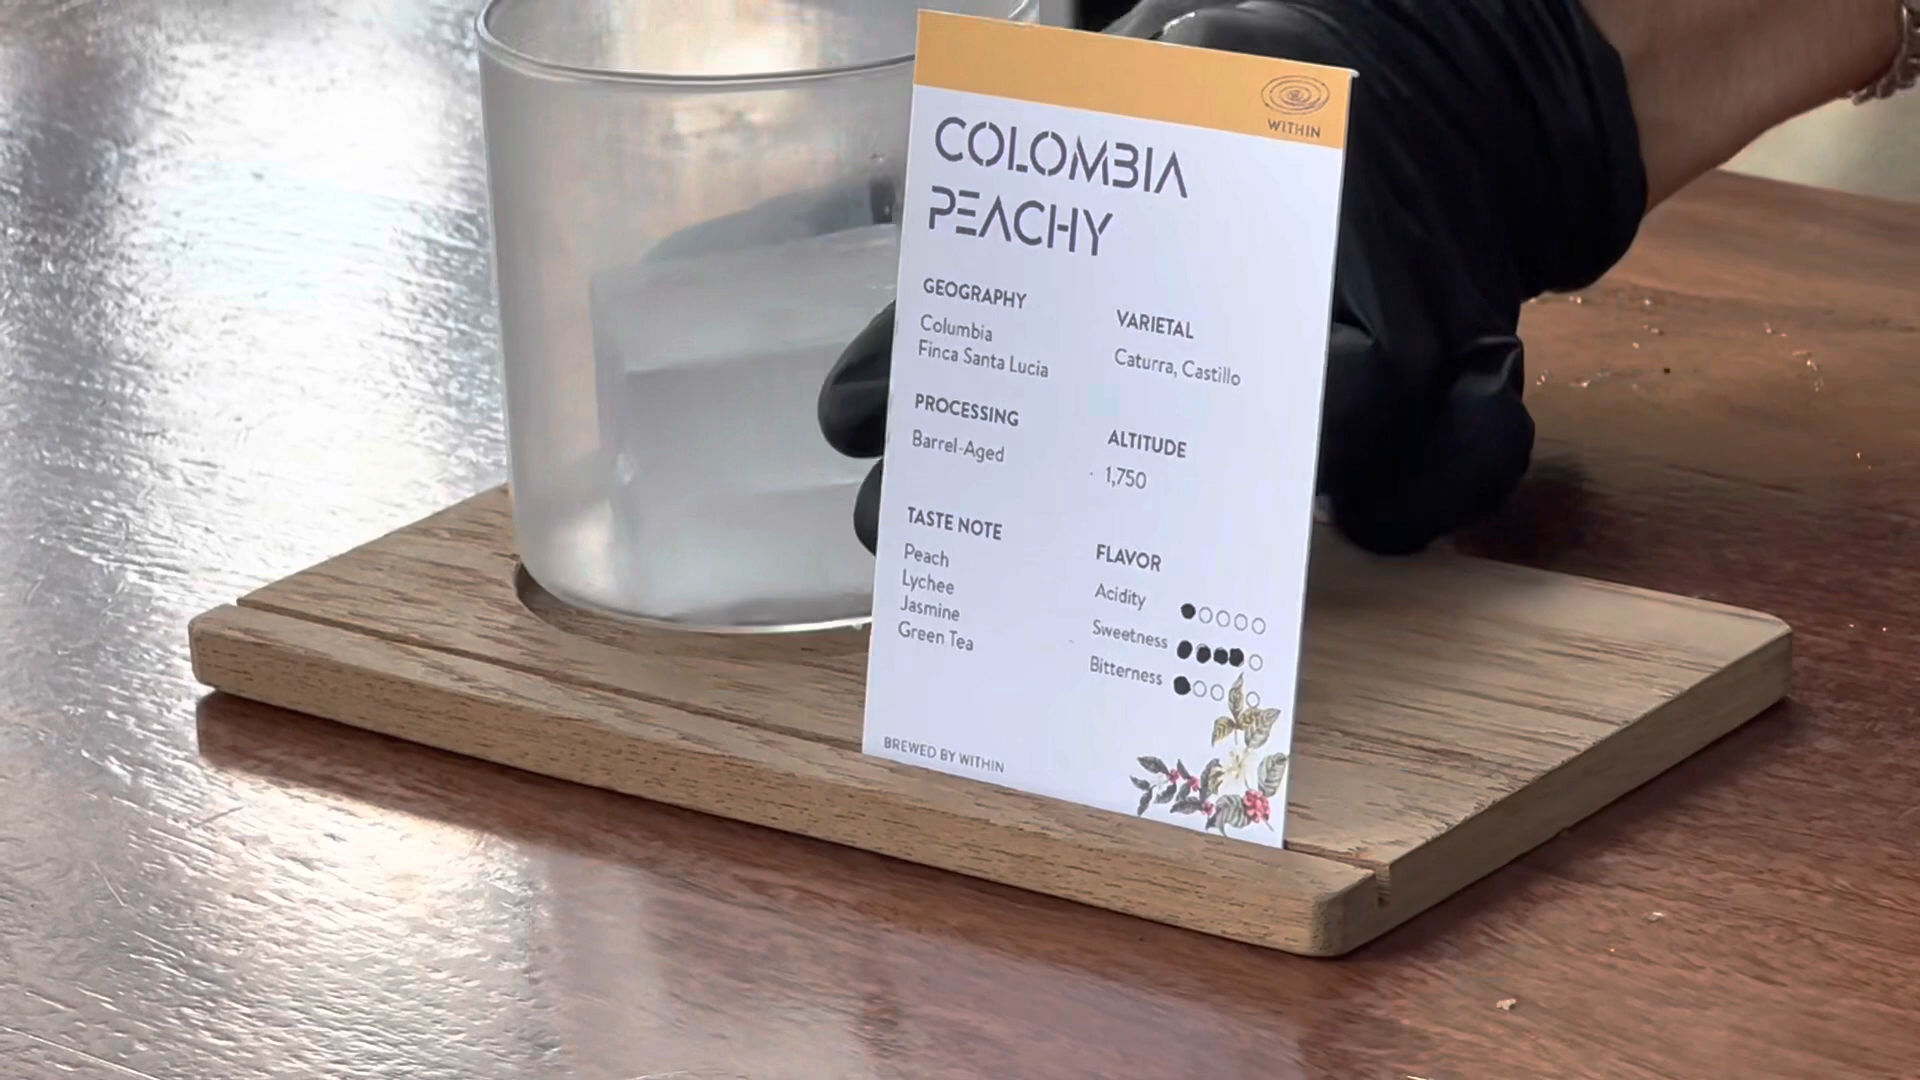 WITHIN
COLOMBIA
PEACHY
GEOGRAPHY
Columbia
Finca Santa Lucia
VARIETAL
Caturra, Castillo
PROCESSING
Barrel-Aged
ALTITUDE
1,750
TASTE NOTE
Peach
Lychee
Jasmine
Green Tea
FLAVOR
Acidity
Sweetness
Bitterness
BREWED BY WITHIN